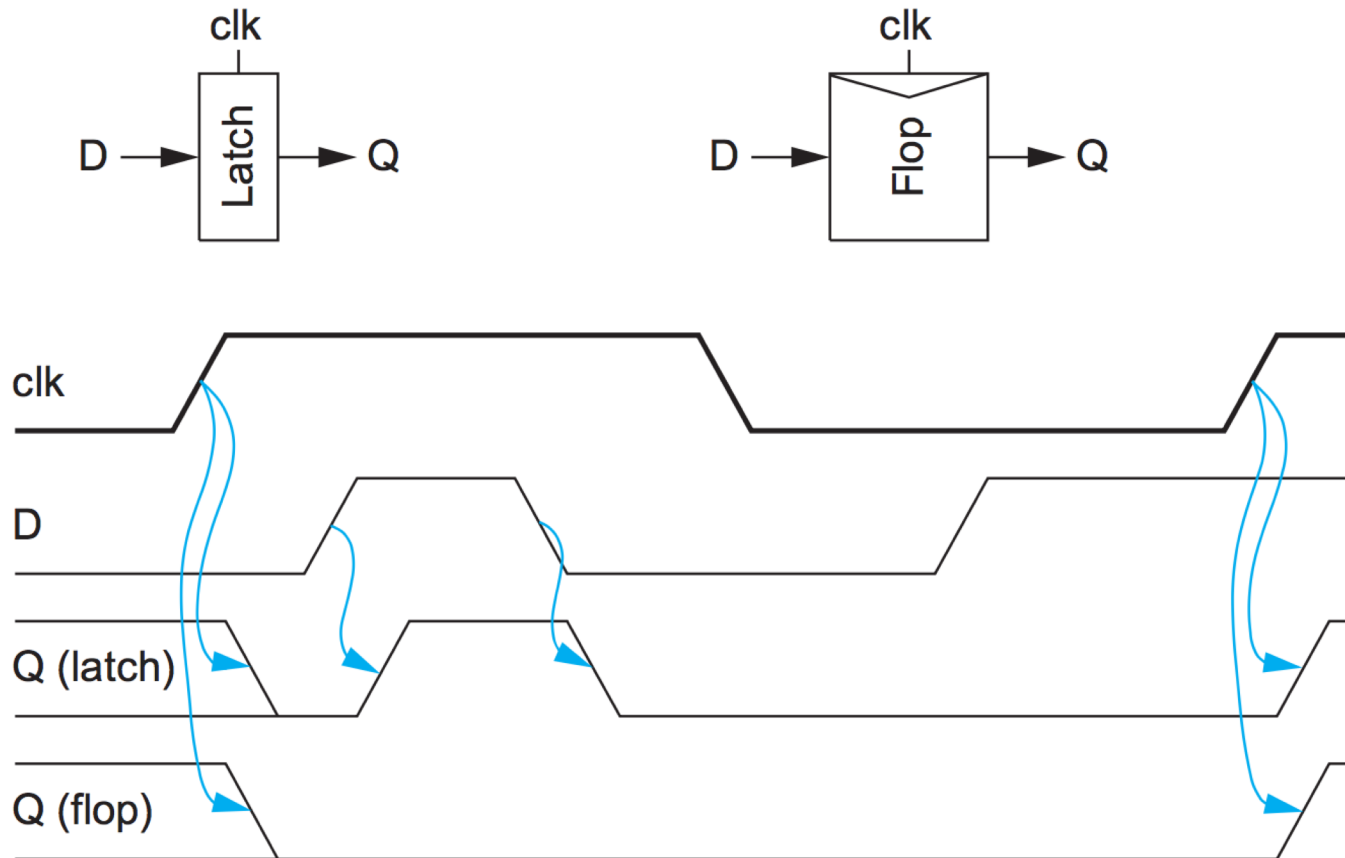 clk
D
Latch
Q
clk
D
Flop
Q
clk
D
Q (latch)
Q (flop)